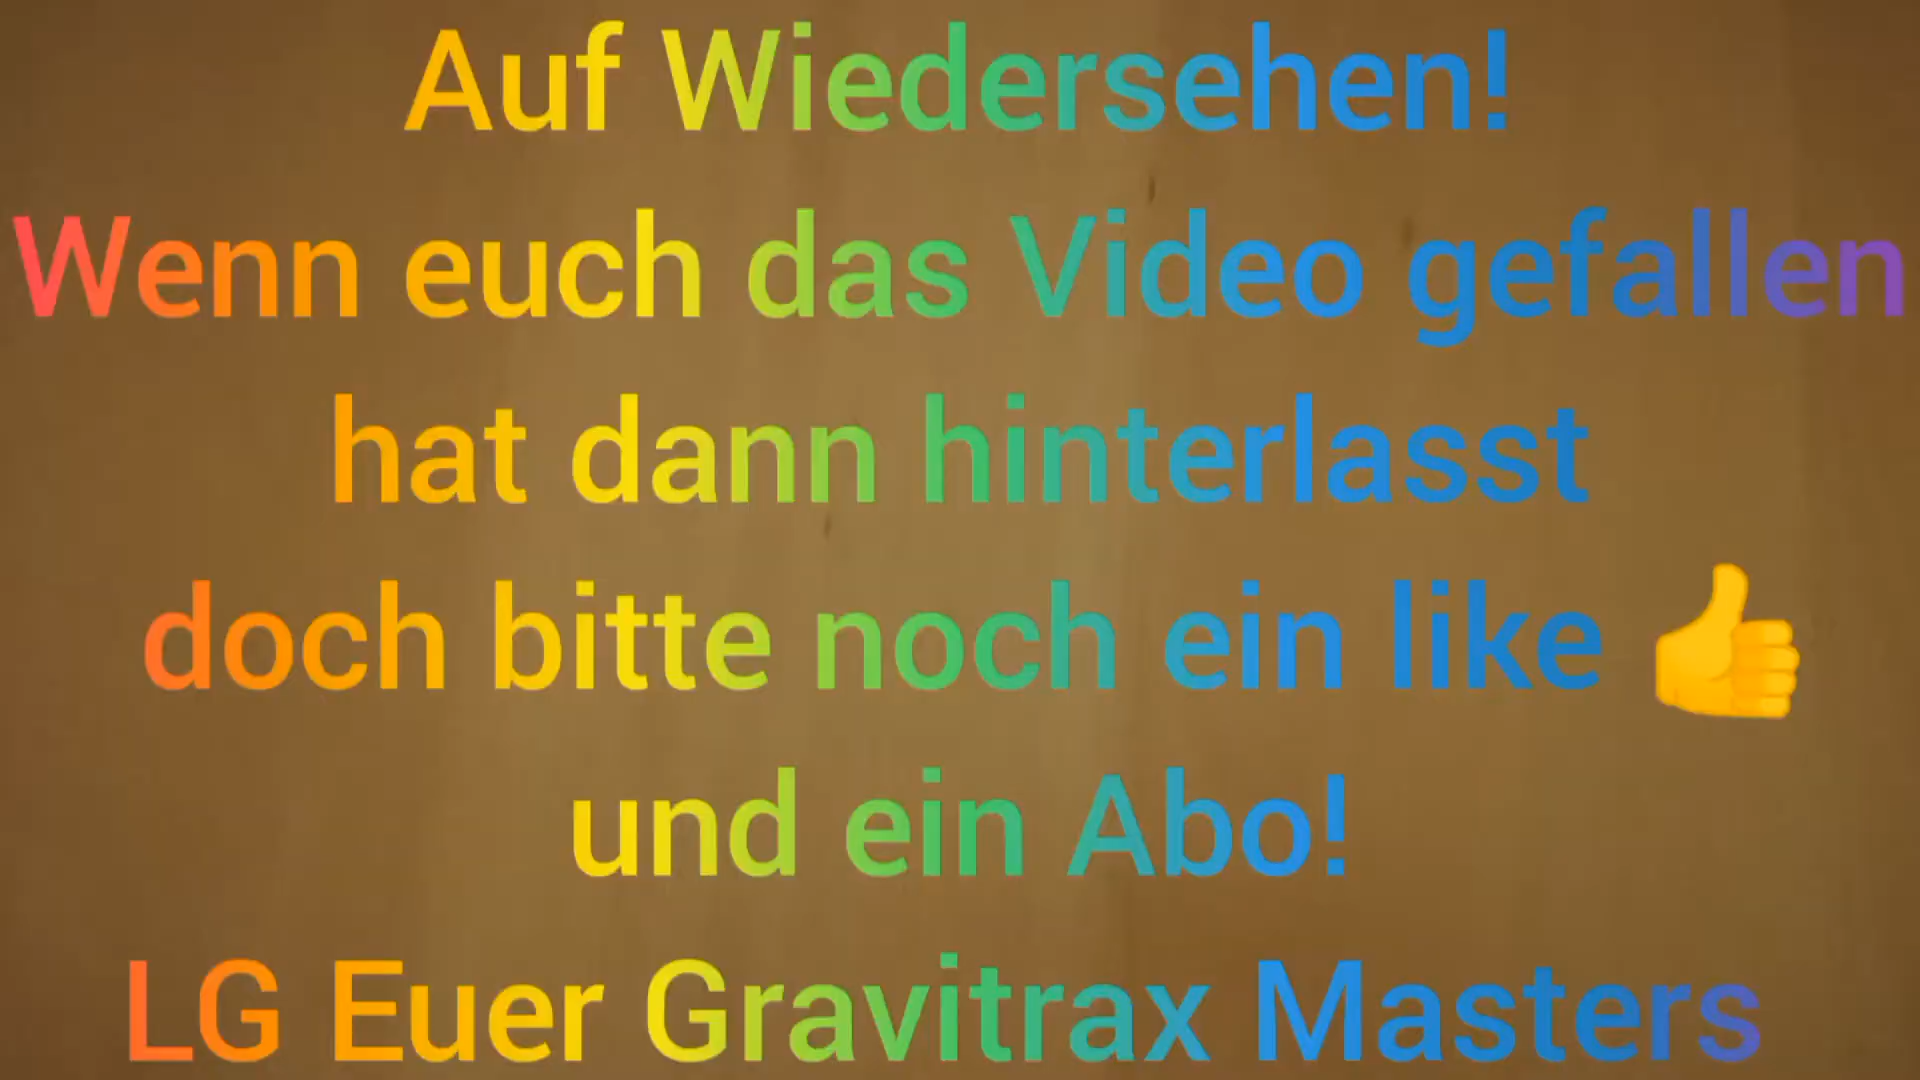 Auf Wiedersehen!
Wenn euch das Video gefallen
hat dann hinterlasst
doch bitte noch ein like 👍
und ein Abo!
LG Euer Gravitrax Masters